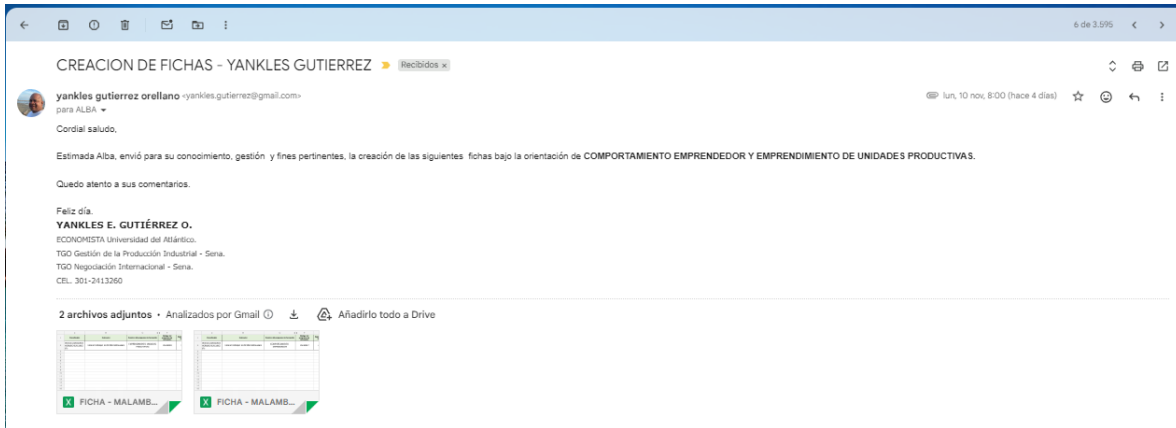 6 de 3.595
CREACION DE FICHAS - YANKLES GUTIERREZ Recibidos x
yankles gutierrez orellano <yankles.gutierrez@gmail.com>
lun, 10 nov, 8:00 (hace 4 días)
para ALBA
Cordial saludo,
Estimada Alba, envió para su conocimiento, gestión y fines pertinentes, la creación de las siguientes fichas bajo la orientación de COMPORTAMIENTO EMPRENDEDOR Y EMPRENDIMIENTO DE UNIDADES PRODUCTIVAS.
Quedo atento a sus comentarios.
Feliz día.
YANKLES E. GUTIÉRREZ O.
ECONOMISTA Universidad del Atlántico.
TGO Gestión de la Producción Industrial - Sena.
TGO Negociación Internacional - Sena.
CEL. 301-2413260
2 archivos adjuntos • Analizados por Gmail Añadirlo todo a Drive
X FICHA - MALAMB... X FICHA - MALAMB...